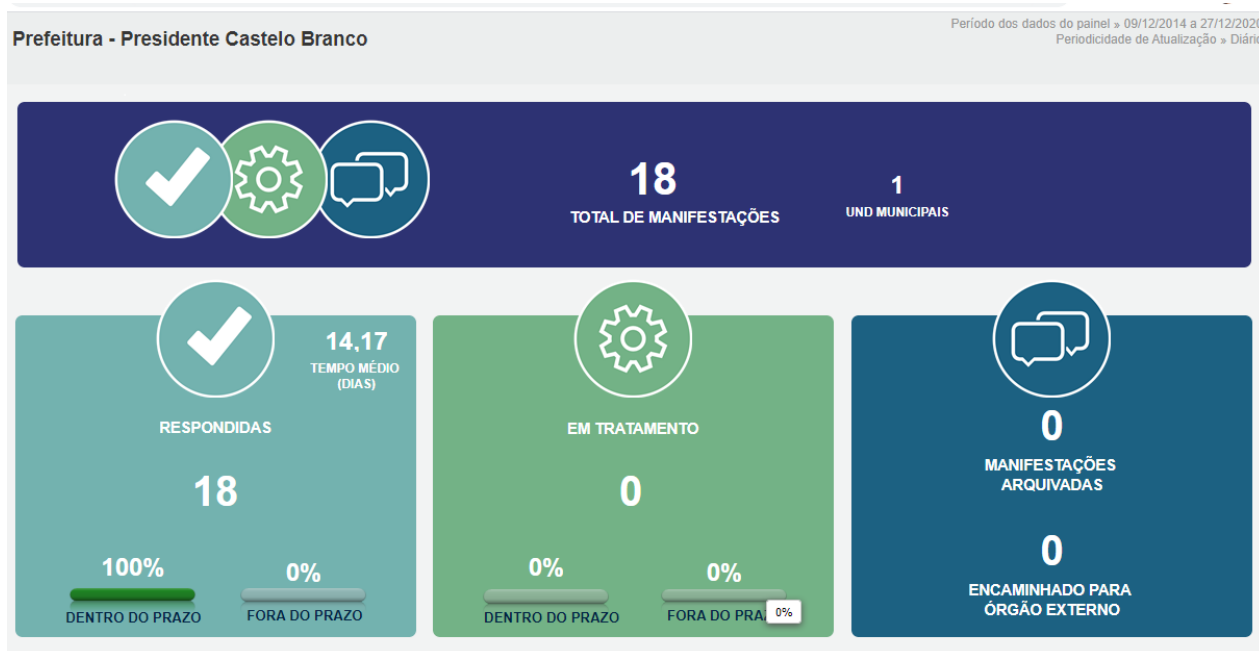 Período dos dados do painel » 09/12/2014 a 27/12/2020
Prefeitura - Presidente Castelo Branco
Periodicidade de Atualização » Diário
18
TOTAL DE MANIFESTAÇÕES
1
UND MUNICIPAIS
14,17
TEMPO MÉDIO
(DIAS)
RESPONDIDAS
18
100%
DENTRO DO PRAZO
0%
FORA DO PRAZO
EM TRATAMENTO
0
0%
DENTRO DO PRAZO
0%
FORA DO PRA
0%
0
MANIFESTAÇÕES
ARQUIVADAS
0
ENCAMINHADO PARA
ÓRGÃO EXTERNO